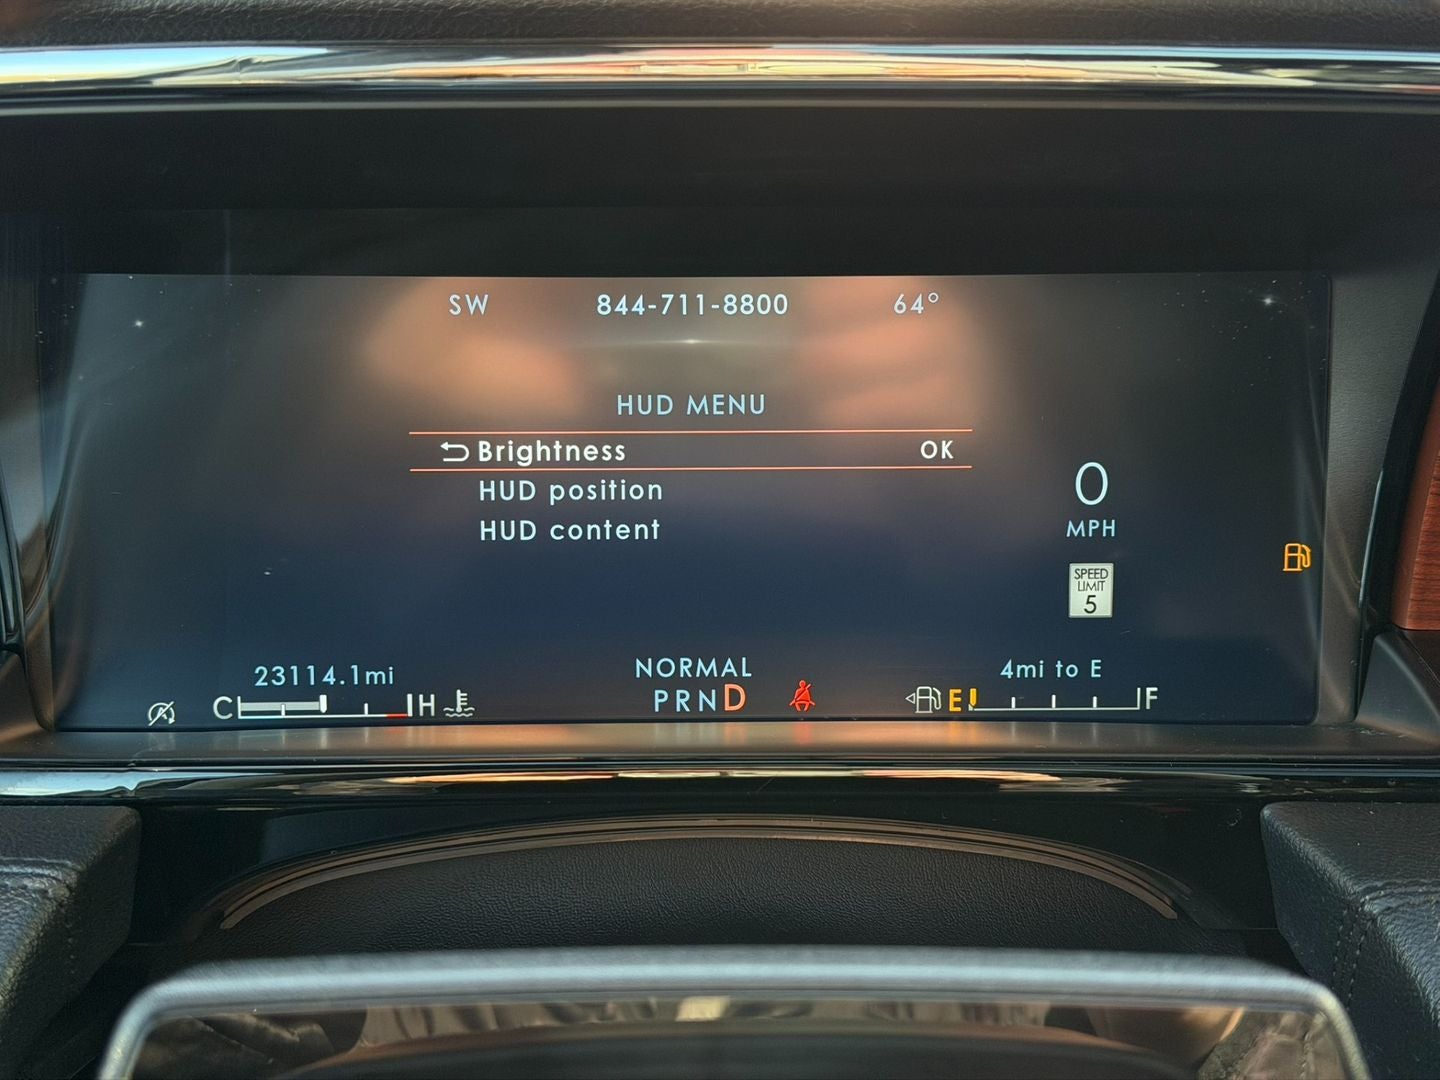 SW 844-711-8800 64°
HUD MENU
Brightness OK
HUD position
HUD content
0
MPH
SPEED
LIMIT
5
23114.1mi NORMAL 4mi to E
C H PRND E F